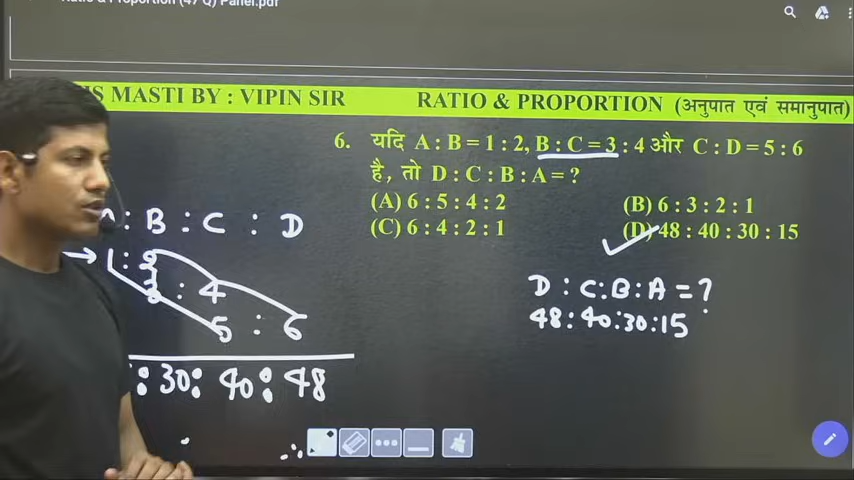 Ratio & Proportion (47 Q) Panel.pdf
MASTI BY : VIPIN SIR RATIO & PROPORTION (अनुपात एवं समानुपात)
6. यदि A : B = 1 : 2, B : C = 3 : 4 और C : D = 5 : 6
है, तो D : C : B : A = ?
(A) 6 : 5 : 4 : 2 (B) 6 : 3 : 2 : 1
(C) 6 : 4 : 2 : 1 (D) 48 : 40 : 30 : 15
A : B : C : D
1 : 2
3 : 4
5 : 6
: 30 : 40 : 48
D : C : B : A = ?
48 : 40 : 30 : 15